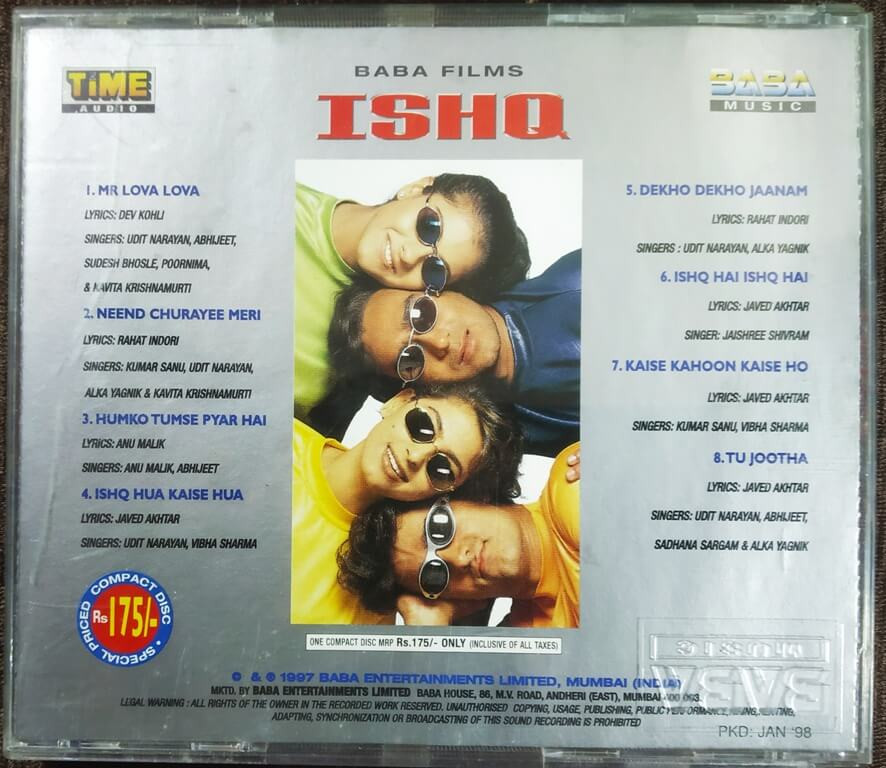 TIME
AUDIO
BABA FILMS
ISHQ
BABA
MUSIC
1. MR LOVA LOVA
LYRICS: DEV KOHLI
SINGERS: UDIT NARAYAN, ABHIJEET,
SUDESH BHOSLE, POORNIMA,
& KAVITA KRISHNAMURTI
2. NEEND CHURAYEE MERI
LYRICS: RAHAT INDORI
SINGERS: KUMAR SANU, UDIT NARAYAN,
ALKA YAGNIK & KAVITA KRISHNAMURTI
3. HUMKO TUMSE PYAR HAI
LYRICS: ANU MALIK
SINGERS: ANU MALIK, ABHIJEET
4. ISHQ HUA KAISE HUA
LYRICS: JAVED AKHTAR
SINGERS: UDIT NARAYAN, VIBHA SHARMA
5. DEKHO DEKHO JAANAM
LYRICS: RAHAT INDORI
SINGERS : UDIT NARAYAN, ALKA YAGNIK
6. ISHQ HAI ISHQ HAI
LYRICS: JAVED AKHTAR
SINGER: JAISHREE SHIVRAM
7. KAISE KAHOON KAISE HO
LYRICS: JAVED AKHTAR
SINGERS: KUMAR SANU, VIBHA SHARMA
8. TU JOOTHA
LYRICS: JAVED AKHTAR
SINGERS: UDIT NARAYAN, ABHIJEET,
SADHANA SARGAM & ALKA YAGNIK
SPECIAL PRICED COMPACT DISC
Rs 175/-
ONE COMPACT DISC MRP Rs.175/- ONLY (INCLUSIVE OF ALL TAXES)
© & ℗ 1997 BABA ENTERTAINMENTS LIMITED, MUMBAI (INDIA)
MKTD. BY BABA ENTERTAINMENTS LIMITED BABA HOUSE, 86, M.V. ROAD, ANDHERI (EAST), MUMBAI-400 093.
LEGAL WARNING : ALL RIGHTS OF THE OWNER IN THE RECORDED WORK RESERVED. UNAUTHORISED COPYING, USAGE, PUBLISHING, PUBLIC PERFORMANCE, HIRING, RENTING,
ADAPTING, SYNCHRONIZATION OR BROADCASTING OF THIS SOUND RECORDING IS PROHIBITED
MUSIC
BABA
PKD: JAN '98